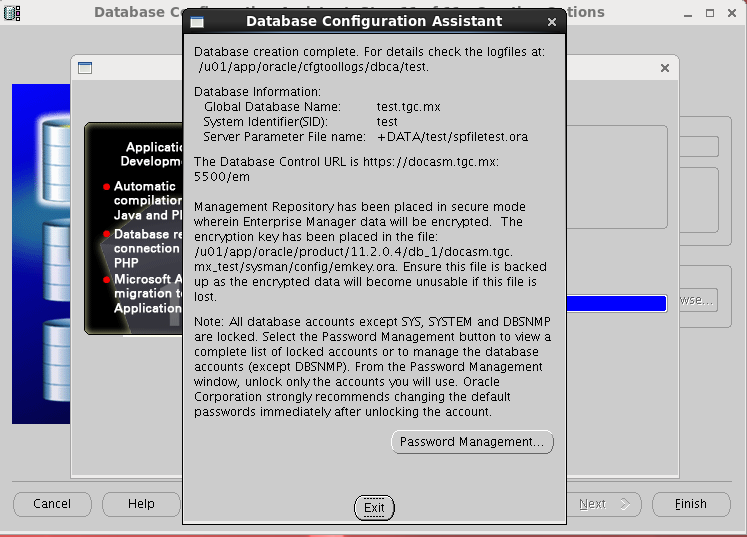 Database Co
tions
Database Configuration Assistant
Database creation complete. For details check the logfiles at:
/u01/app/oracle/cfgtoollogs/dbca/test.
Database Information:
Global Database Name: test.tgc.mx
System Identifier(SID): test
Server Parameter File name: +DATA/test/spfiletest.ora
The Database Control URL is https://docasm.tgc.mx:
5500/em
Management Repository has been placed in secure mode
wherein Enterprise Manager data will be encrypted. The
encryption key has been placed in the file:
/u01/app/oracle/product/11.2.0.4/db_1/docasm.tgc.
mx_test/sysman/config/emkey.ora. Ensure this file is backed
up as the encrypted data will become unusable if this file is
lost.
Note: All database accounts except SYS, SYSTEM and DBSNMP
are locked. Select the Password Management button to view a
complete list of locked accounts or to manage the database
accounts (except DBSNMP). From the Password Management
window, unlock only the accounts you will use. Oracle
Corporation strongly recommends changing the default
passwords immediately after unlocking the account.
Password Management...
Exit
Applicatio
Developm
Automatic
compilation
Java and P
Database re
connection
PHP
Microsoft A
migration to
Application
wse...
Cancel
Help
Next
Finish